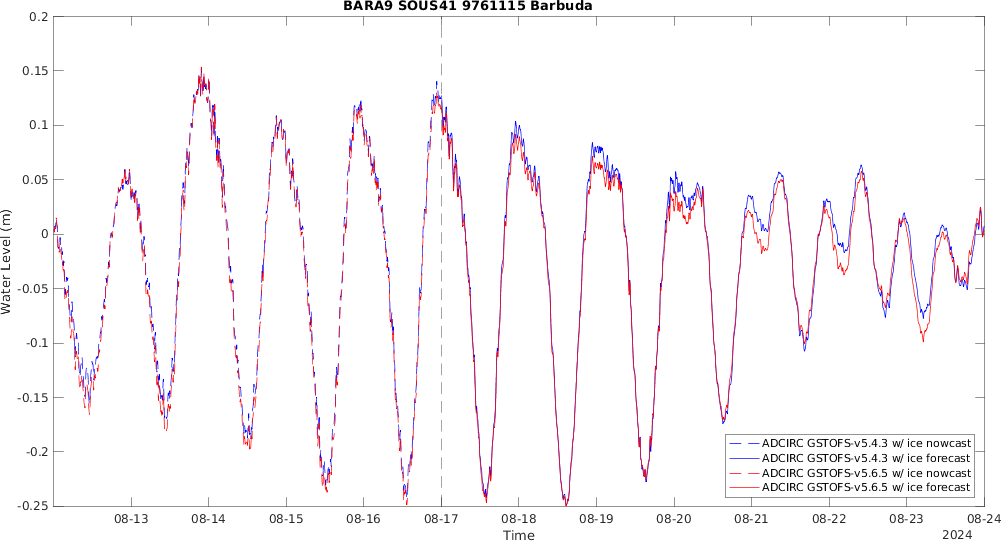 BARA9 SOUS41 9761115 Barbuda
0.2
0.15
0.1
0.05
0
-0.05
-0.1
-0.15
-0.2
-0.25
Water Level (m)
ADCIRC GSTOFS-v5.4.3 w/ ice nowcast
ADCIRC GSTOFS-v5.4.3 w/ ice forecast
ADCIRC GSTOFS-v5.6.5 w/ ice nowcast
ADCIRC GSTOFS-v5.6.5 w/ ice forecast
08-13 08-14 08-15 08-16 08-17 08-18 08-19 08-20 08-21 08-22 08-23 08-24
Time
2024